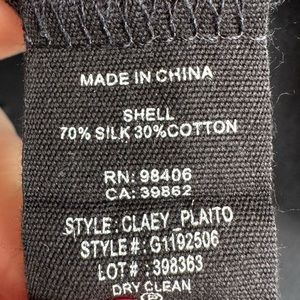 MADE IN CHINA
SHELL
70% SILK 30%COTTON
RN: 98406
CA: 39862
STYLE: CLAEY_PLAITO
STYLE# : G1192506
LOT# : 398363
DRY CLEAN